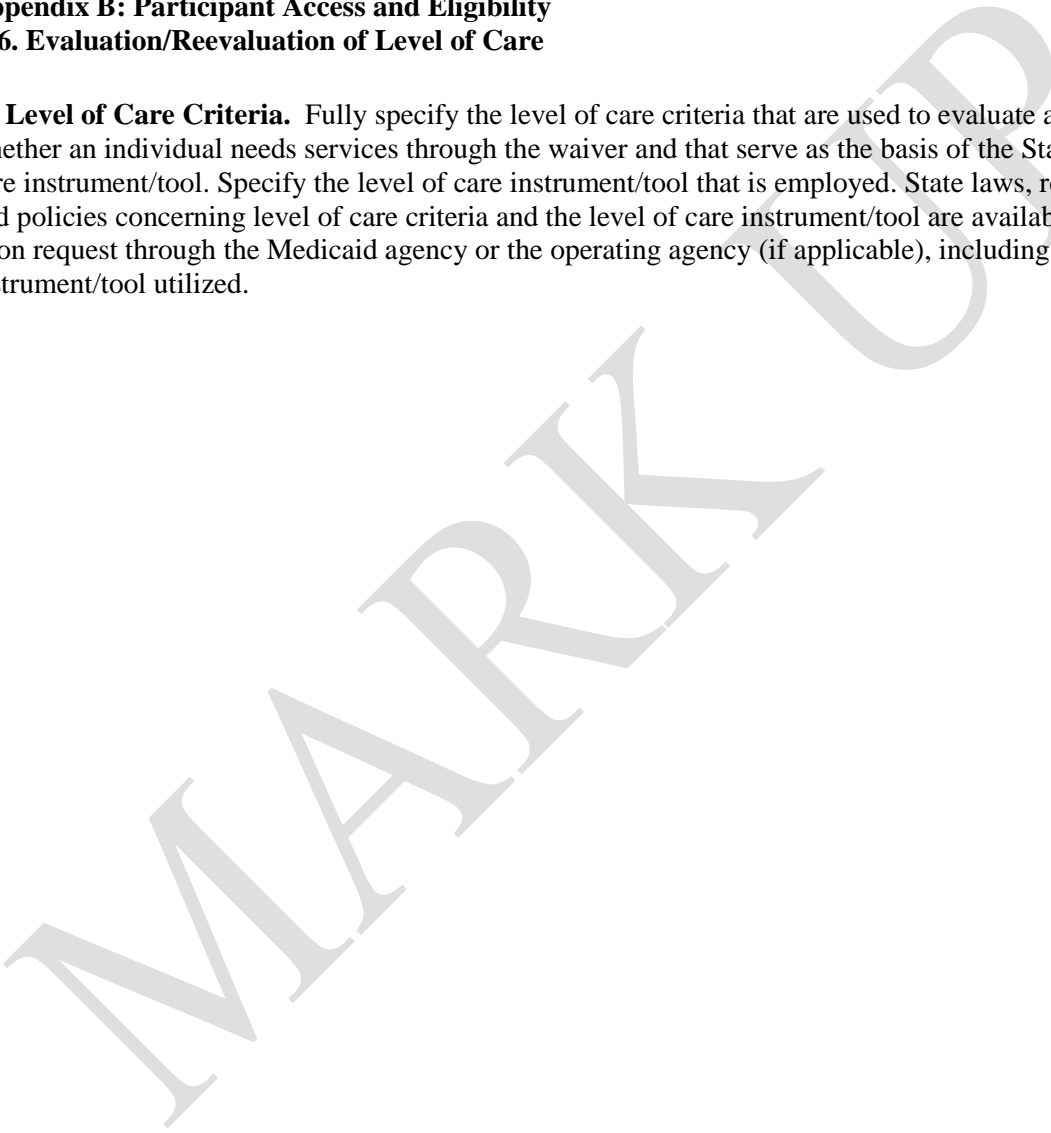 ppendix B: Participant Access and Eligibility
6. Evaluation/Reevaluation of Level of Care
Level of Care Criteria. Fully specify the level of care criteria that are used to evaluate a
hether an individual needs services through the waiver and that serve as the basis of the Sta
re instrument/tool. Specify the level of care instrument/tool that is employed. State laws, re
d policies concerning level of care criteria and the level of care instrument/tool are availab
on request through the Medicaid agency or the operating agency (if applicable), including
strument/tool utilized.
MARK UP